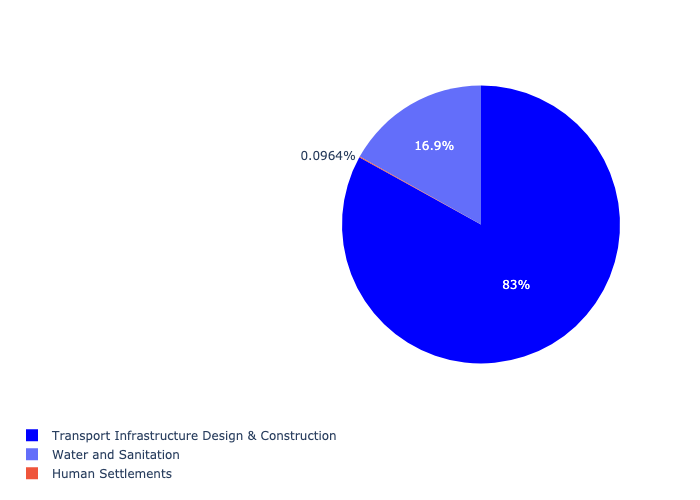 16.9%
0.0964%
83%
Transport Infrastructure Design & Construction
Water and Sanitation
Human Settlements